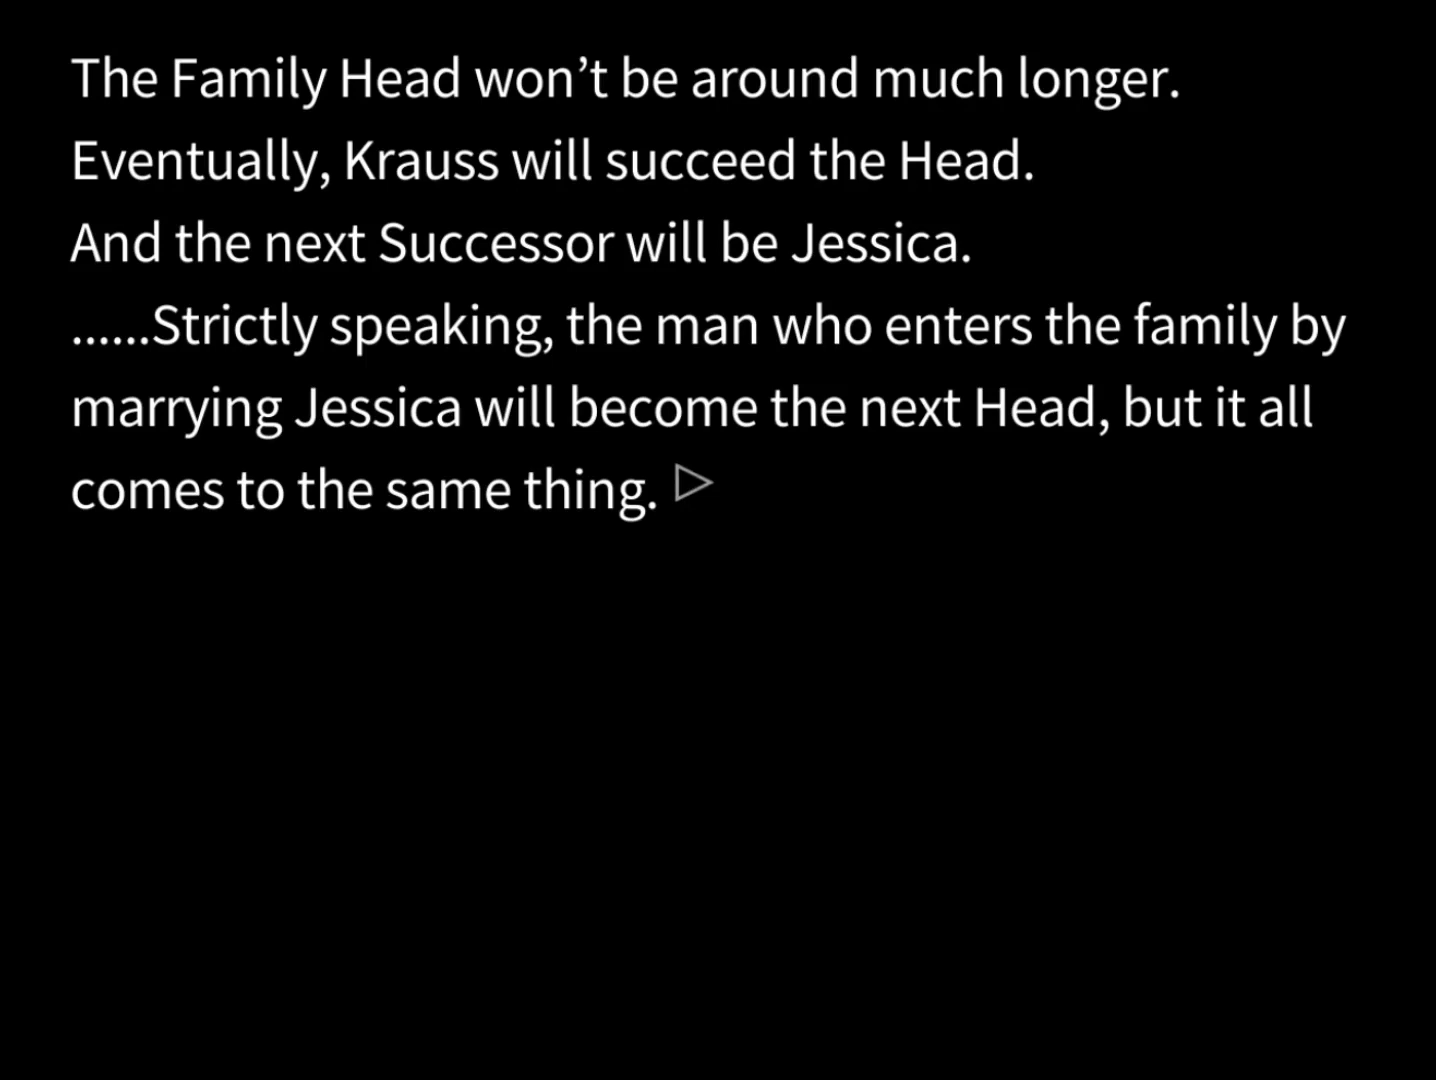 The Family Head won’t be around much longer.
Eventually, Krauss will succeed the Head.
And the next Successor will be Jessica.
......Strictly speaking, the man who enters the family by
marrying Jessica will become the next Head, but it all
comes to the same thing.